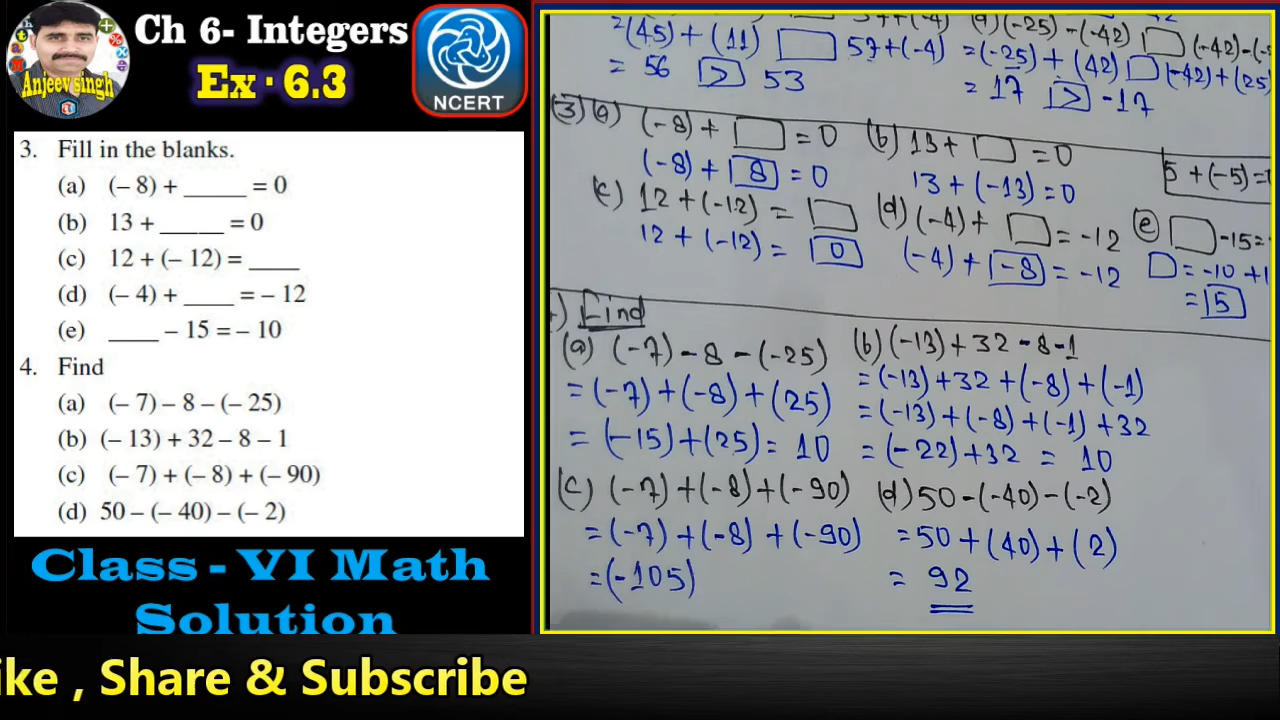 Ch 6- Integers
Ex · 6.3
Anjeev singh
NCERT
3. Fill in the blanks.
(a) (– 8) + _____ = 0
(b) 13 + _____ = 0
(c) 12 + (– 12) = ____
(d) (– 4) + ____ = – 12
(e) ____ – 15 = – 10
4. Find
(a) (– 7) – 8 – (– 25)
(b) (– 13) + 32 – 8 – 1
(c) (– 7) + (– 8) + (– 90)
(d) 50 – (– 40) – (– 2)
Class - VI Math
Solution
=(45) + (11) □ 57+(-4)
= 56 > 53
(-25) -(-42) □ (-42)-(
=(-25) + (42) □ (-42)+(25)
= 17 > -17
(3) (a) (-8) + □ = 0
(-8) + 8 = 0
(b) 13 + □ = 0
13 + (-13) = 0
5 + (-5) =
(c) 12 + (-12) = □
12 + (-12) = 0
(d) (-4) + □ = -12
(-4) + -8 = -12
(e) □ -15 =
□ = -10 +1
= 5
) Find
(a) (-7) - 8 - (-25)
= (-7) + (-8) + (25)
= (-15) + (25) = 10
(b) (-13) + 32 - 8 - 1
= (-13) + 32 + (-8) + (-1)
= (-13) + (-8) + (-1) + 32
= (-22) + 32 = 10
(c) (-7) + (-8) + (-90)
= (-7) + (-8) + (-90)
= (-105)
(d) 50 - (-40) - (-2)
= 50 + (40) + (2)
= 92
ike , Share & Subscribe